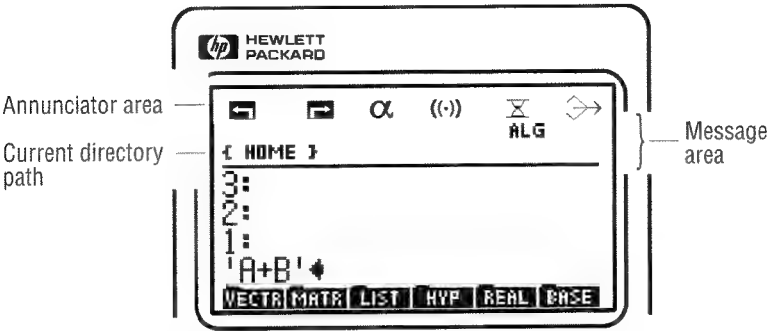 hp HEWLETT
PACKARD
Annunciator area
α ((·))
ALG
Current directory
path
{ HOME }
Message
area
3:
2:
1:
'A+B'
VECTR MATR LIST HYP REAL BASE